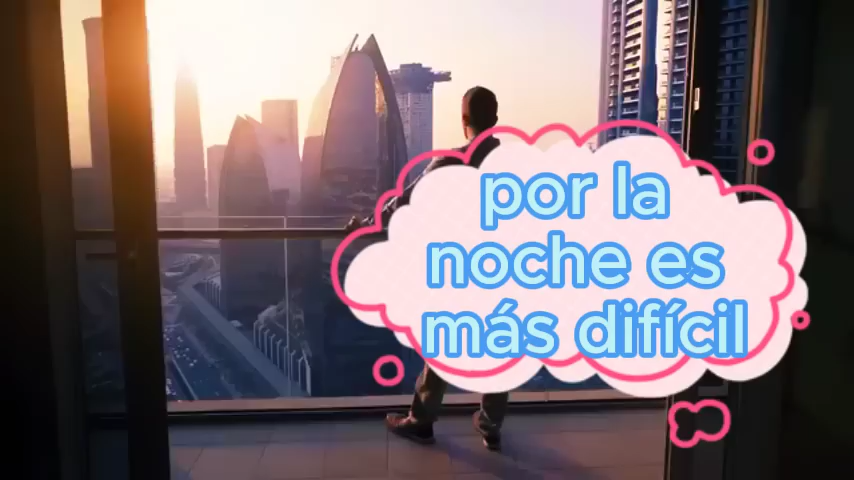 por la
noche es
más difícil